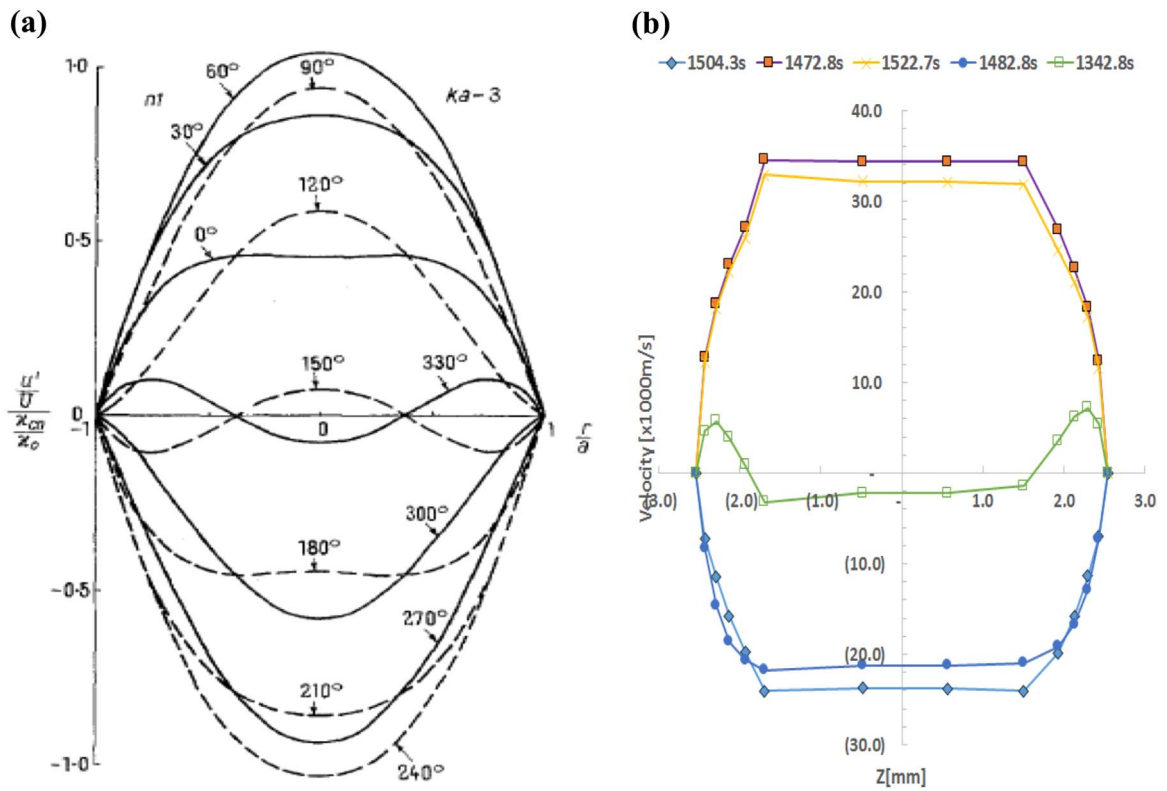 (a)
(b)
1·0
60°
90°
nt
ka-3
30°
120°
0·5
0°
150°
330°
u'
U
ϰcn
ϰo
0
-1
0
1
r
a
300°
180°
-0·5
270°
210°
-1·0
240°
1504.3s 1472.8s 1522.7s 1482.8s 1342.8s
40.0
30.0
20.0
10.0
Velocity [x1000m/s]
-
(3.0) (2.0) (1.0) - 1.0 2.0 3.0
(10.0)
(20.0)
(30.0)
Z[mm]